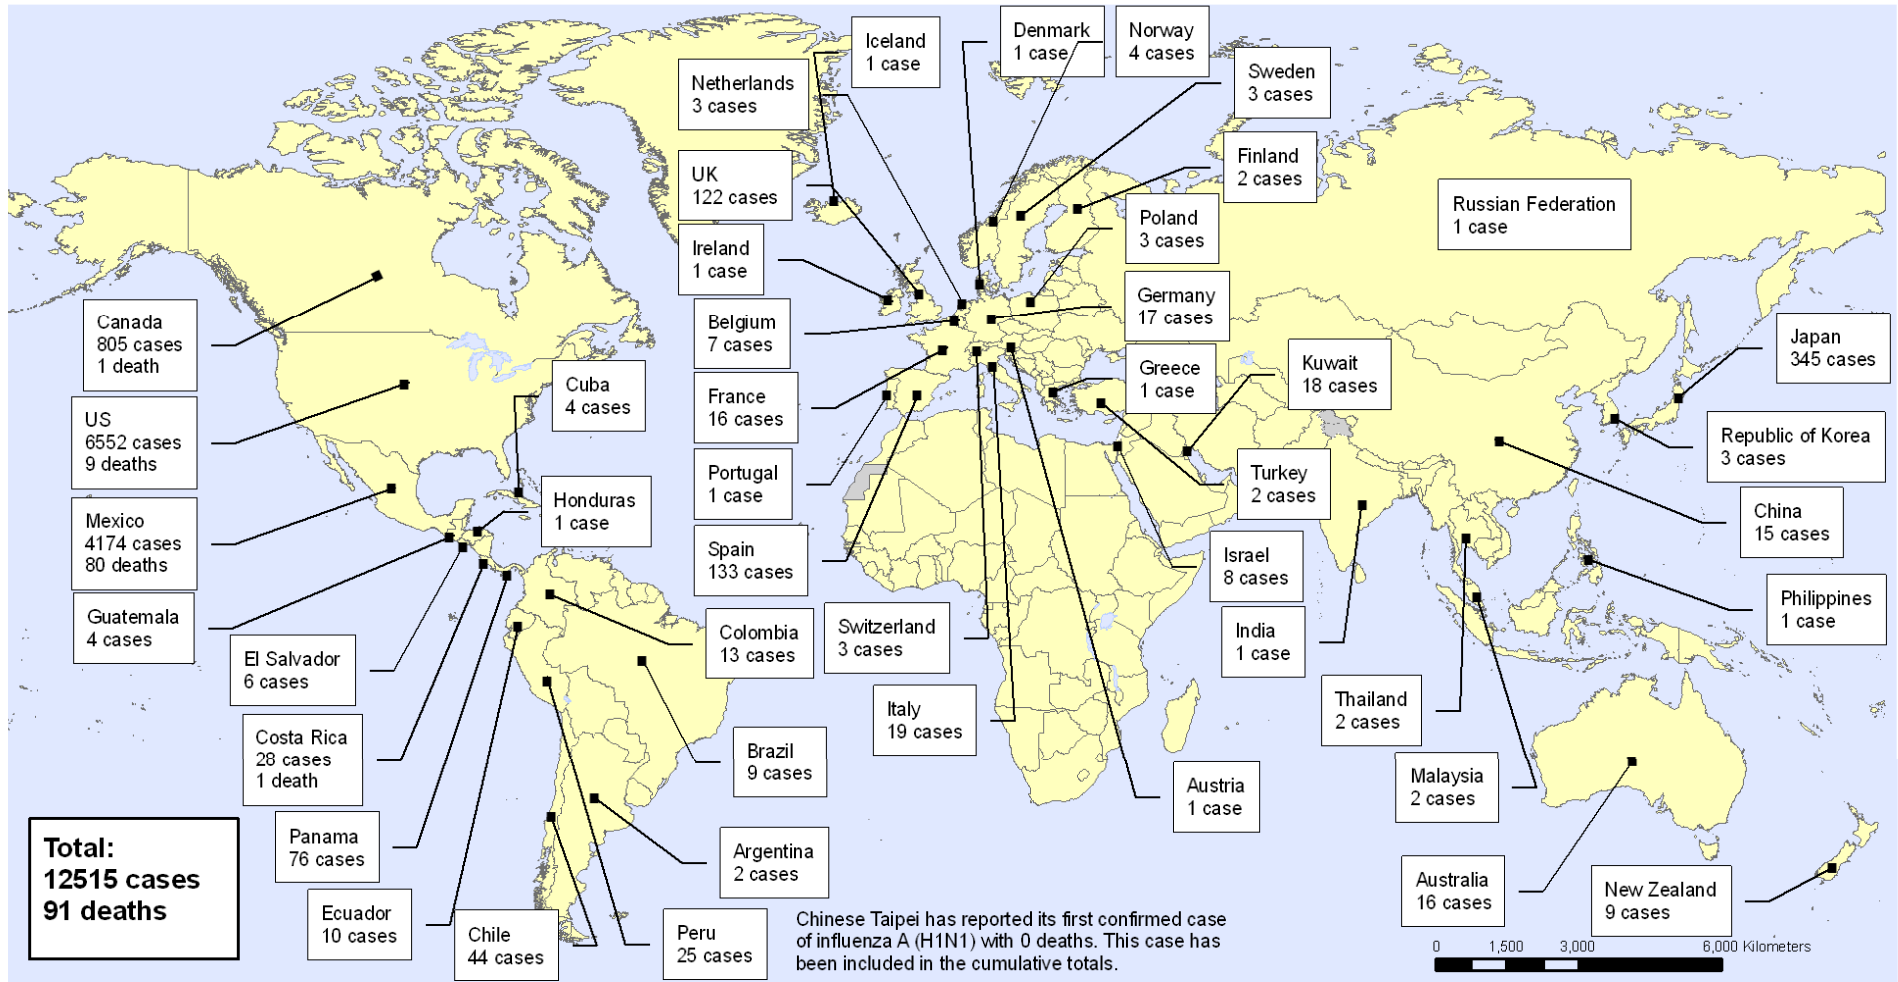 Iceland
1 case
Denmark
1 case
Norway
4 cases
Netherlands
3 cases
Sweden
3 cases
UK
122 cases
Finland
2 cases
Russian Federation
1 case
Poland
3 cases
Ireland
1 case
Germany
17 cases
Canada
805 cases
1 death
Belgium
7 cases
Japan
345 cases
Cuba
4 cases
Greece
1 case
Kuwait
18 cases
France
16 cases
US
6552 cases
9 deaths
Republic of Korea
3 cases
Portugal
1 case
Turkey
2 cases
Honduras
1 case
China
15 cases
Mexico
4174 cases
80 deaths
Spain
133 cases
Israel
8 cases
Philippines
1 case
Guatemala
4 cases
Switzerland
3 cases
Colombia
13 cases
India
1 case
El Salvador
6 cases
Thailand
2 cases
Italy
19 cases
Costa Rica
28 cases
1 death
Brazil
9 cases
Austria
1 case
Malaysia
2 cases
Panama
76 cases
Argentina
2 cases
Total:
12515 cases
91 deaths
Australia
16 cases
New Zealand
9 cases
Ecuador
10 cases
Chile
44 cases
Peru
25 cases
Chinese Taipei has reported its first confirmed case
of influenza A (H1N1) with 0 deaths. This case has
been included in the cumulative totals.
0 1,500 3,000 6,000 Kilometers